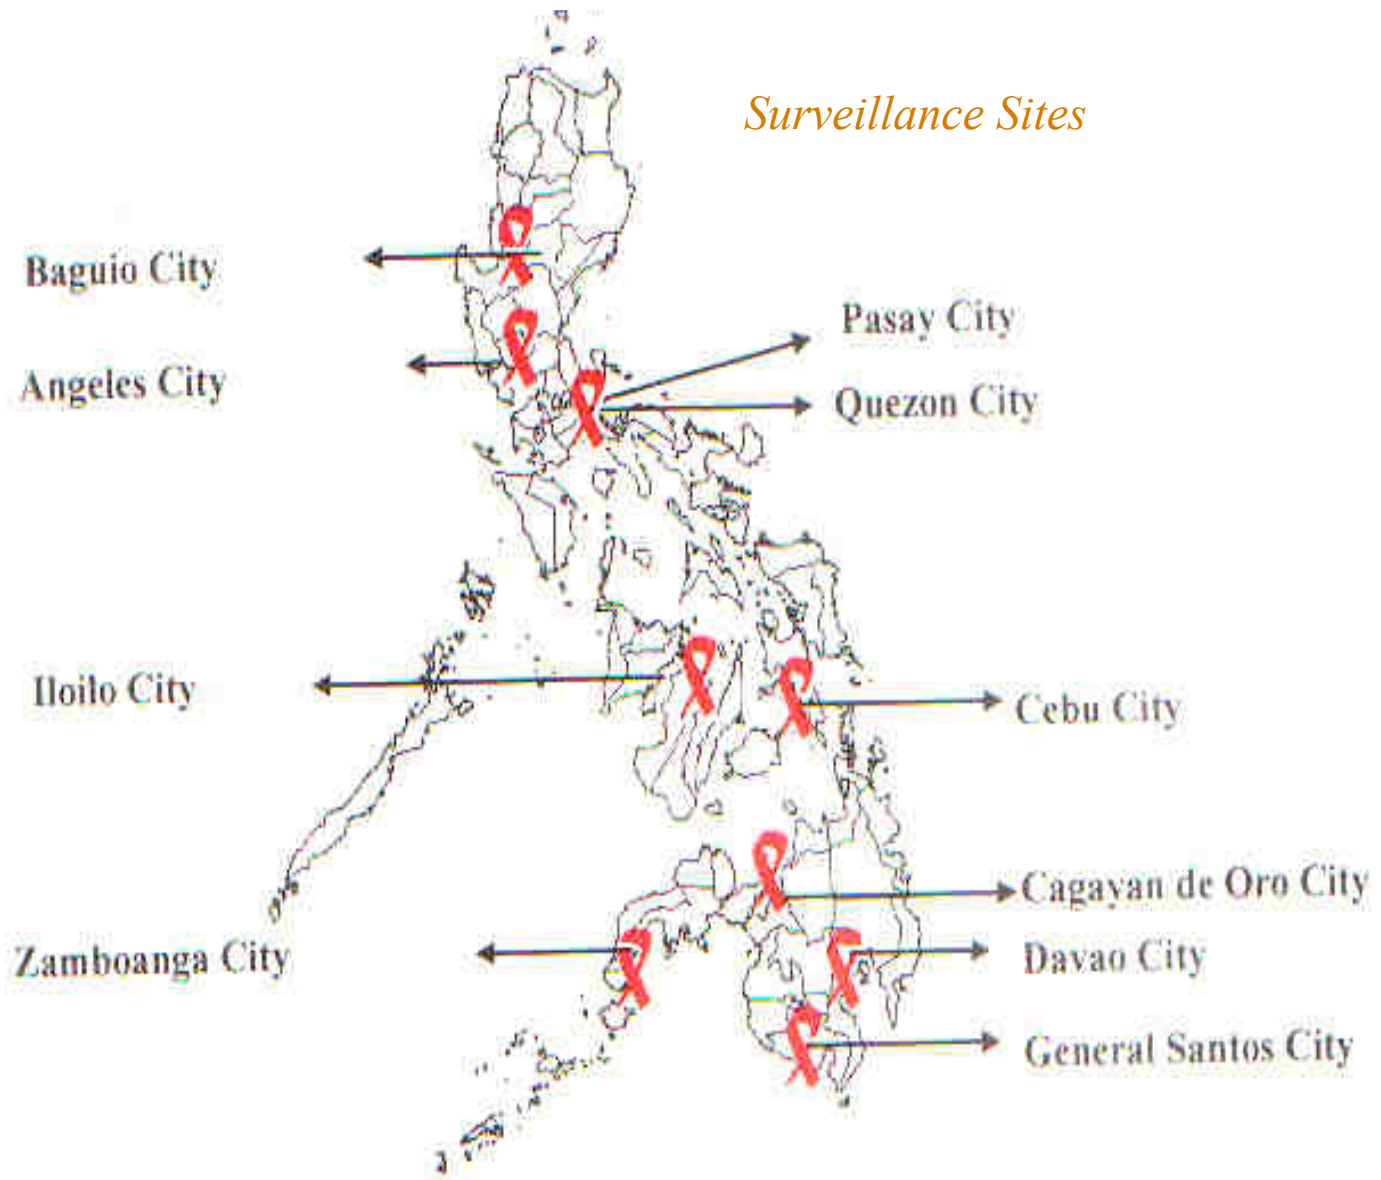 Surveillance Sites
Baguio City
Pasay City
Angeles City
Quezon City
Iloilo City
Cebu City
Cagayan de Oro City
Zamboanga City
Davao City
General Santos City